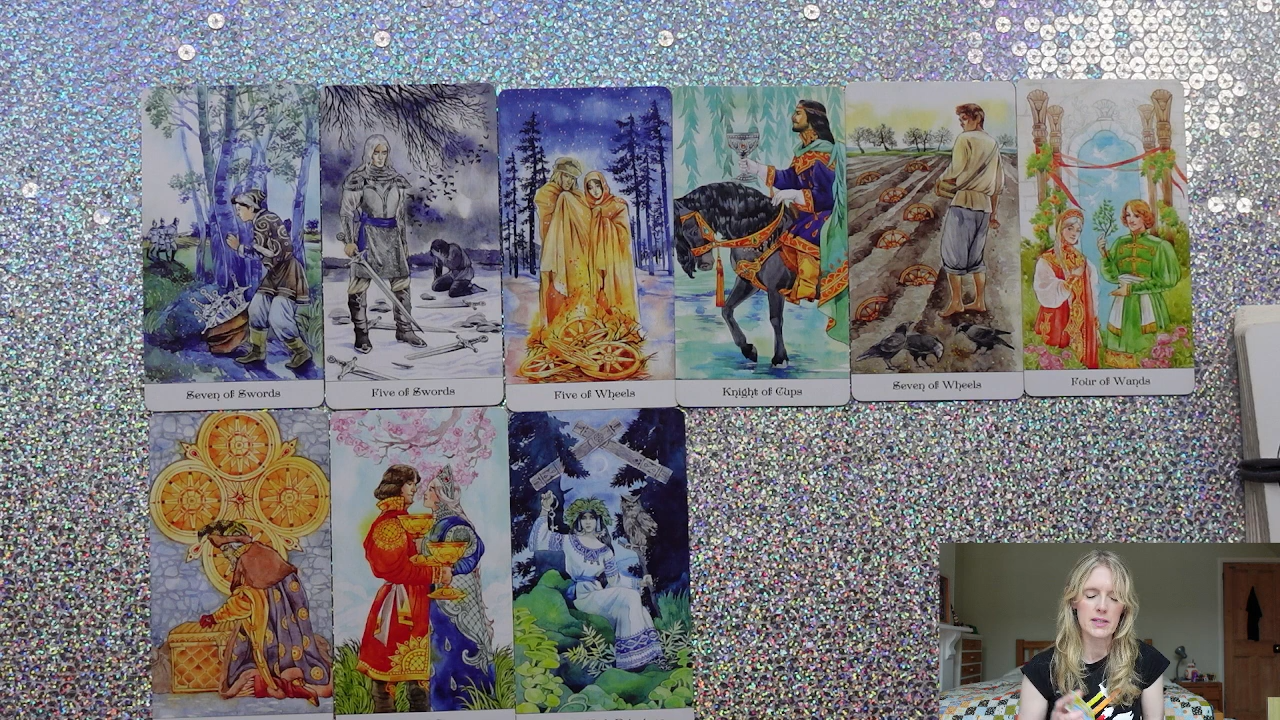 Seven of Swords
Five of Swords
Five of Wheels
Knight of Cups
Seven of Wheels
Four of Wands